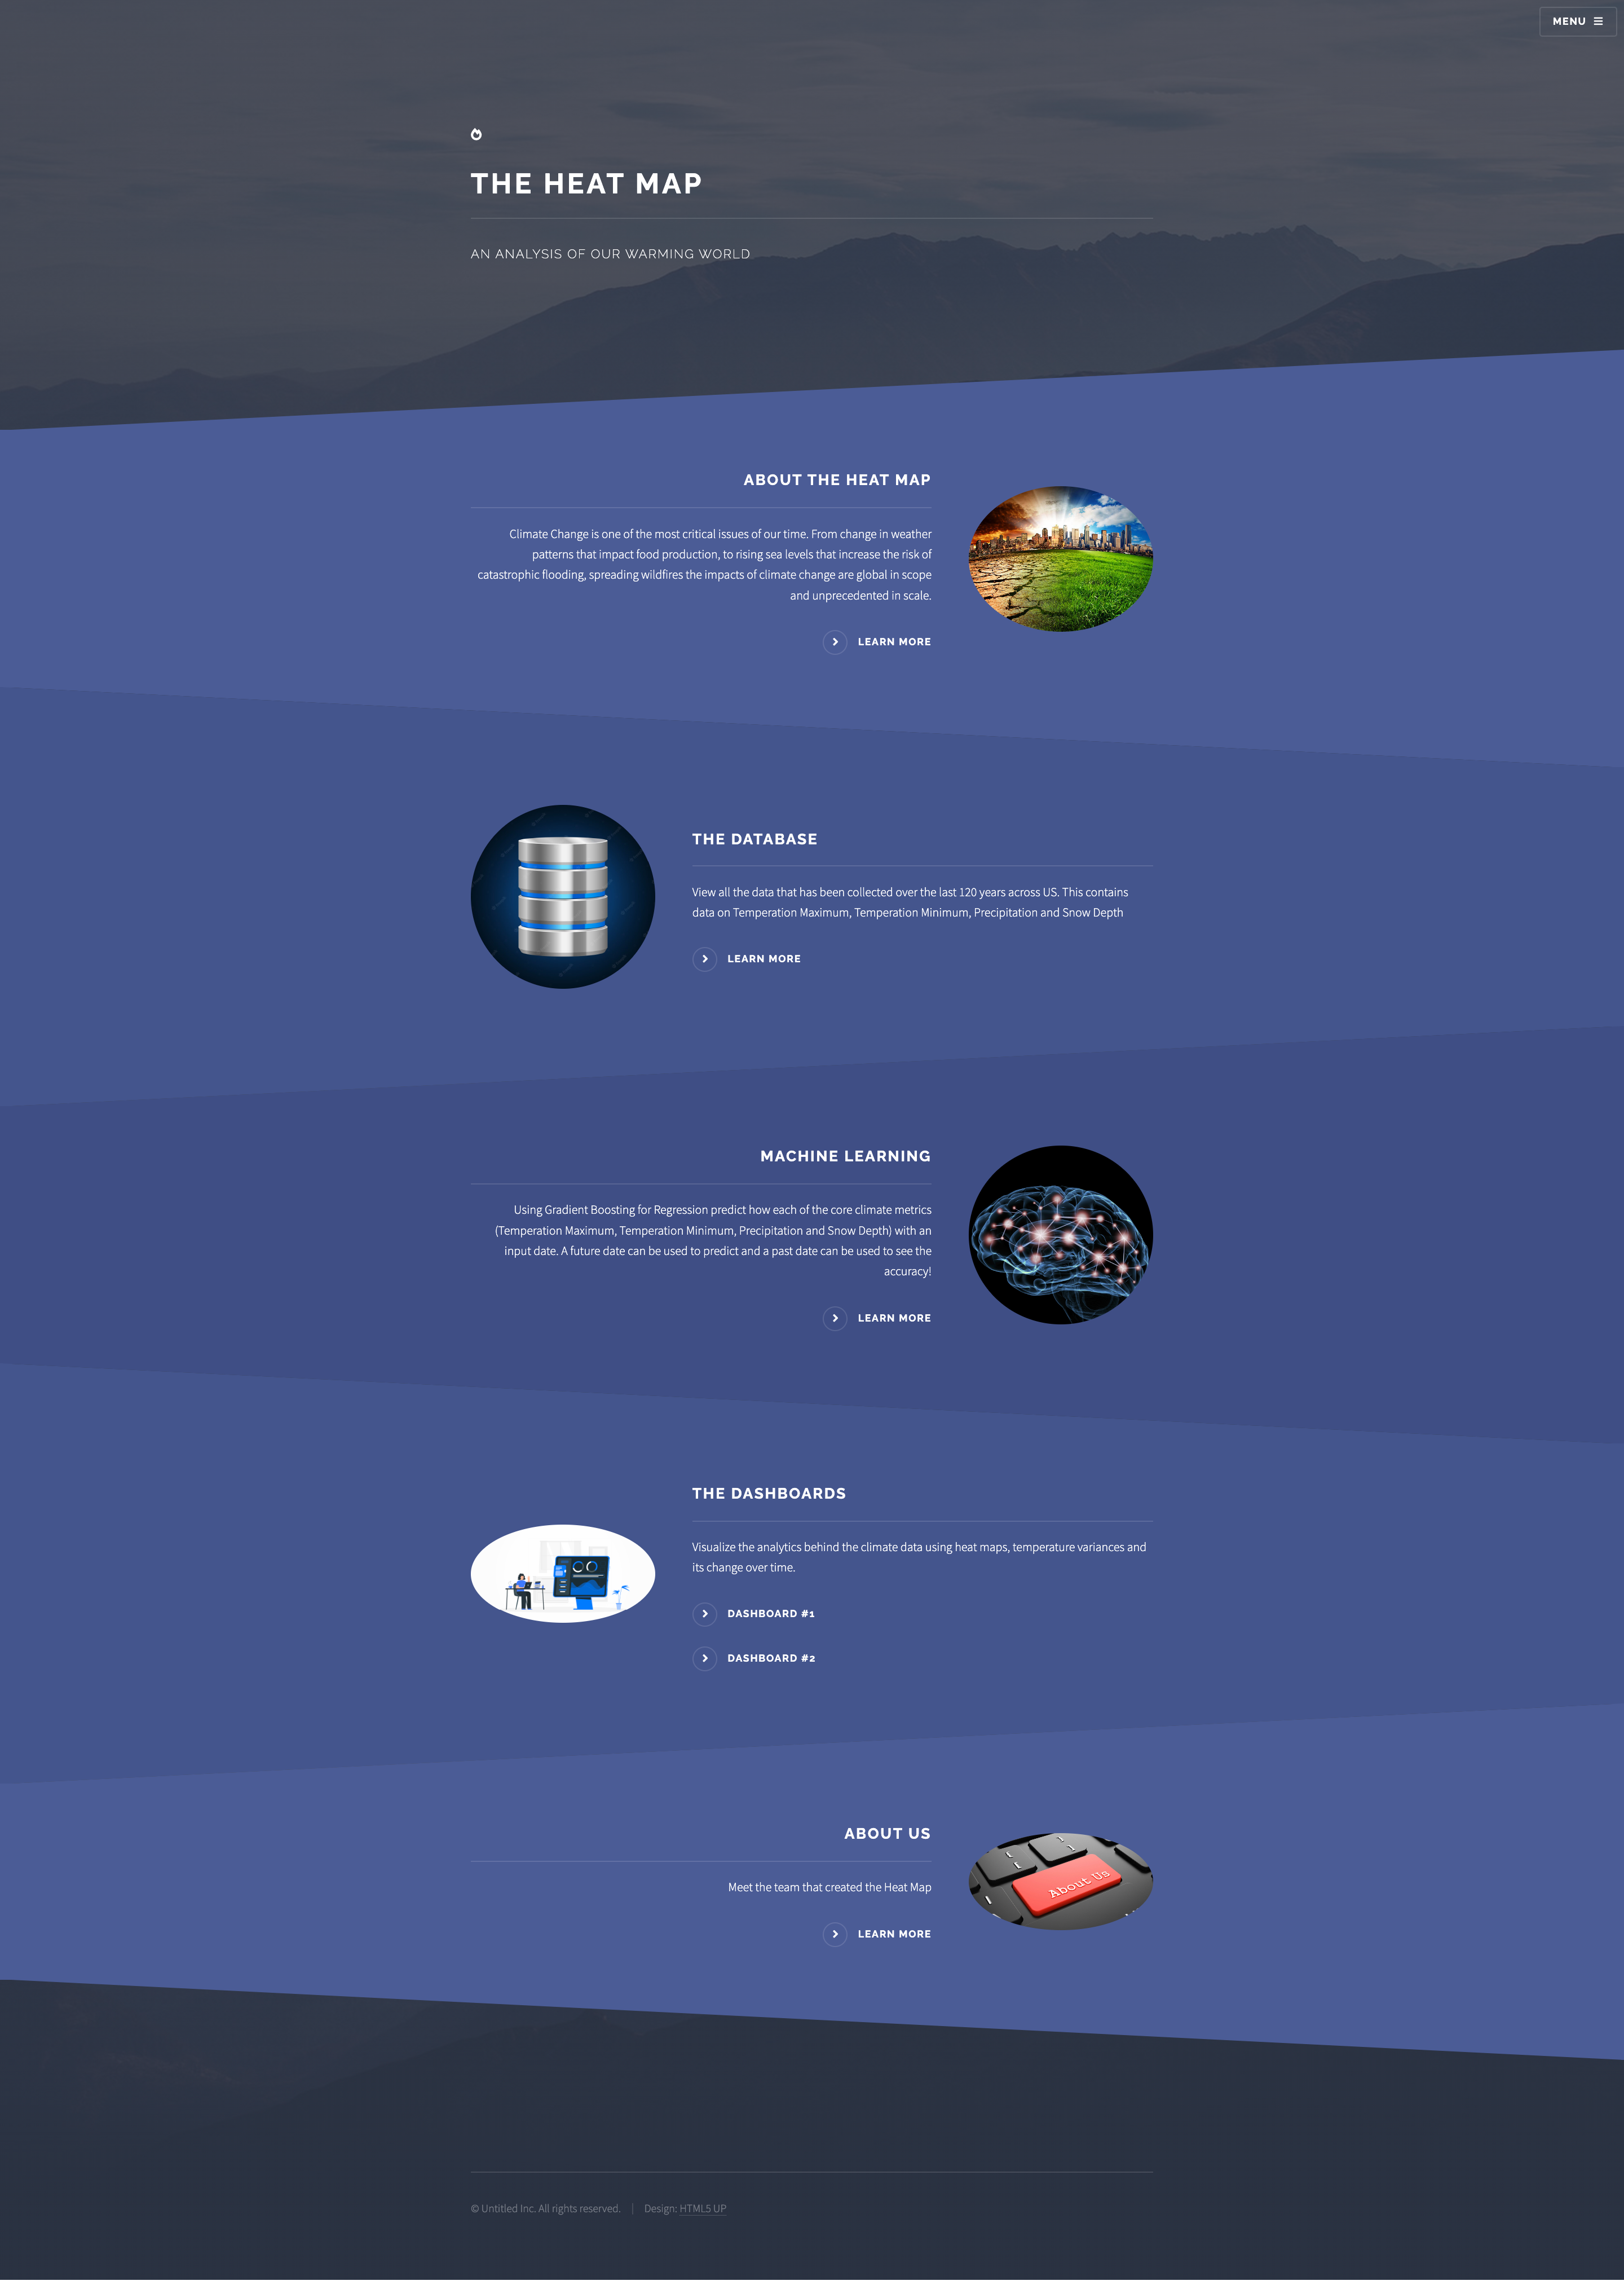 MENU
THE HEAT MAP
AN ANALYSIS OF OUR WARMING WORLD
ABOUT THE HEAT MAP
Climate Change is one of the most critical issues of our time. From change in weather
patterns that impact food production, to rising sea levels that increase the risk of
catastrophic flooding, spreading wildfires the impacts of climate change are global in scope
and unprecedented in scale.
LEARN MORE
THE DATABASE
View all the data that has been collected over the last 120 years across US. This contains
data on Temperation Maximum, Temperation Minimum, Precipitation and Snow Depth
LEARN MORE
MACHINE LEARNING
Using Gradient Boosting for Regression predict how each of the core climate metrics
(Temperation Maximum, Temperation Minimum, Precipitation and Snow Depth) with an
input date. A future date can be used to predict and a past date can be used to see the
accuracy!
LEARN MORE
THE DASHBOARDS
Visualize the analytics behind the climate data using heat maps, temperature variances and
its change over time.
DASHBOARD #1
DASHBOARD #2
ABOUT US
Meet the team that created the Heat Map
LEARN MORE
About Us
© Untitled Inc. All rights reserved. | Design: HTML5 UP